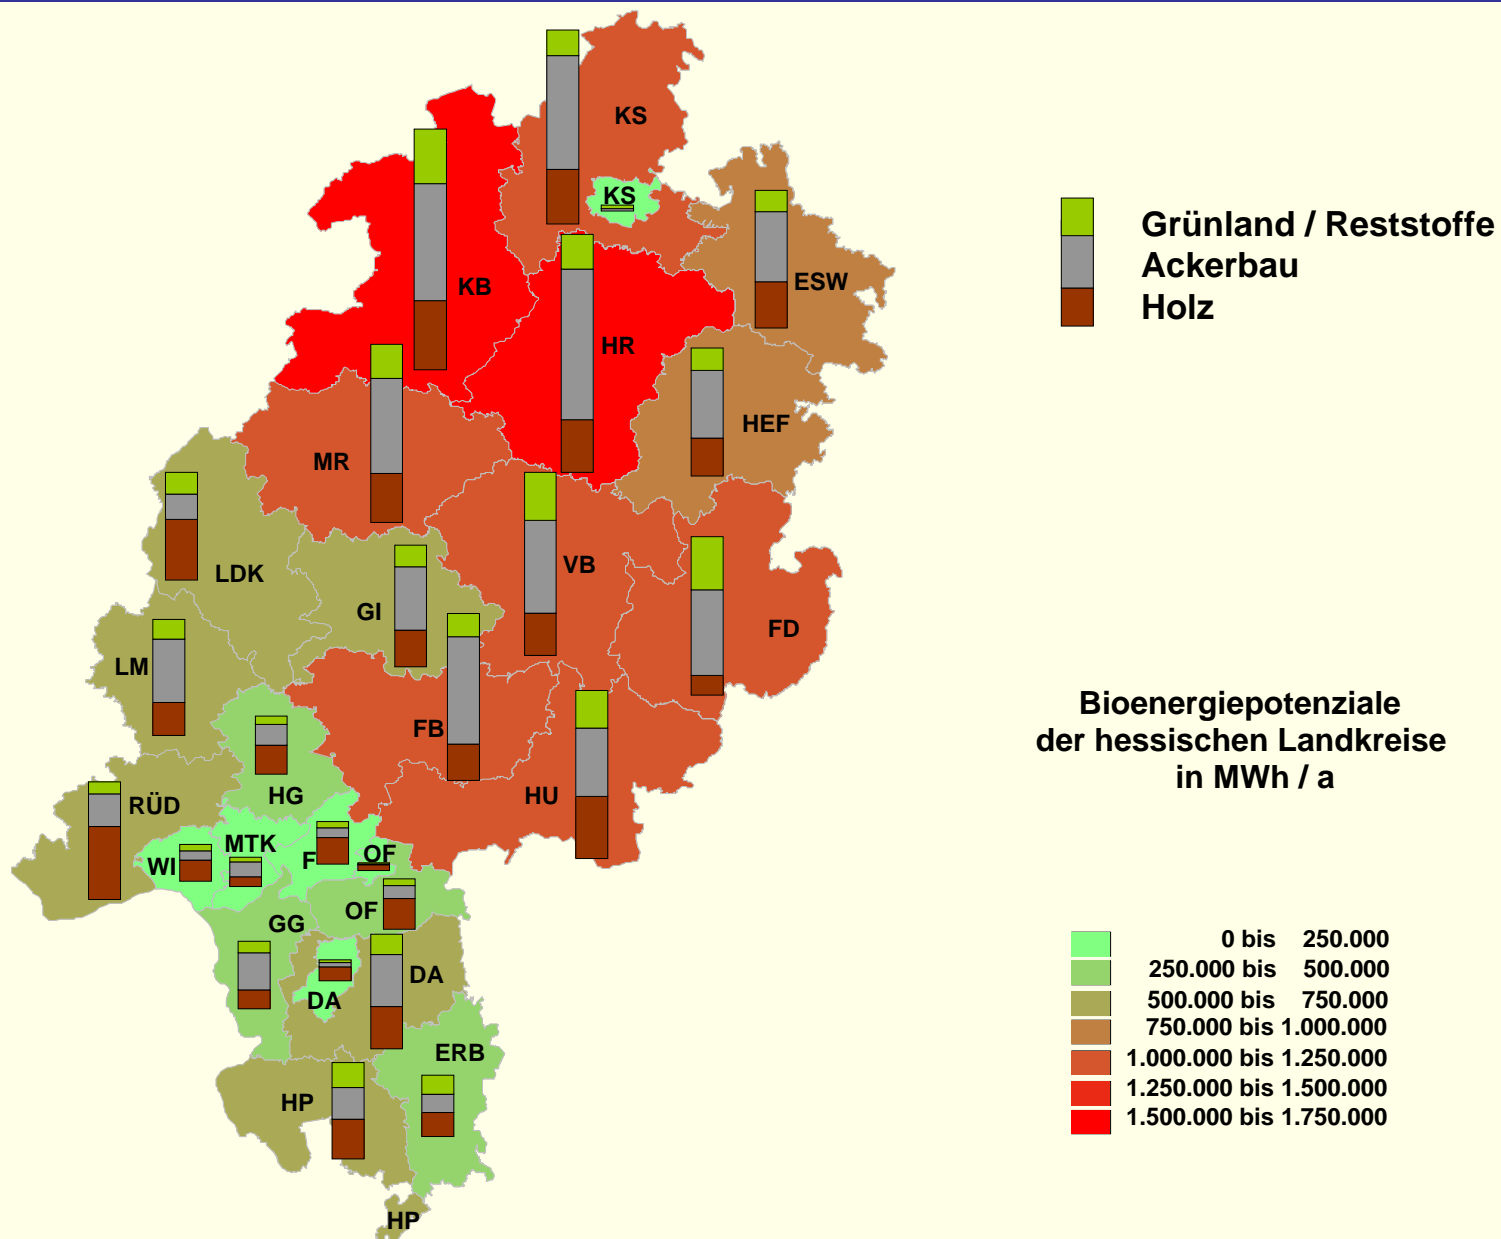 KS
KS
ESW
KB
HR
HEF
MR
LDK
VB
GI
FD
LM
FB
HU
HG
RÜD
MTK
WI
F
OF
OF
GG
DA
DA
ERB
HP
HP
Grünland / Reststoffe
Ackerbau
Holz
Bioenergiepotenziale
der hessischen Landkreise
in MWh / a
0 bis 250.000
250.000 bis 500.000
500.000 bis 750.000
750.000 bis 1.000.000
1.000.000 bis 1.250.000
1.250.000 bis 1.500.000
1.500.000 bis 1.750.000